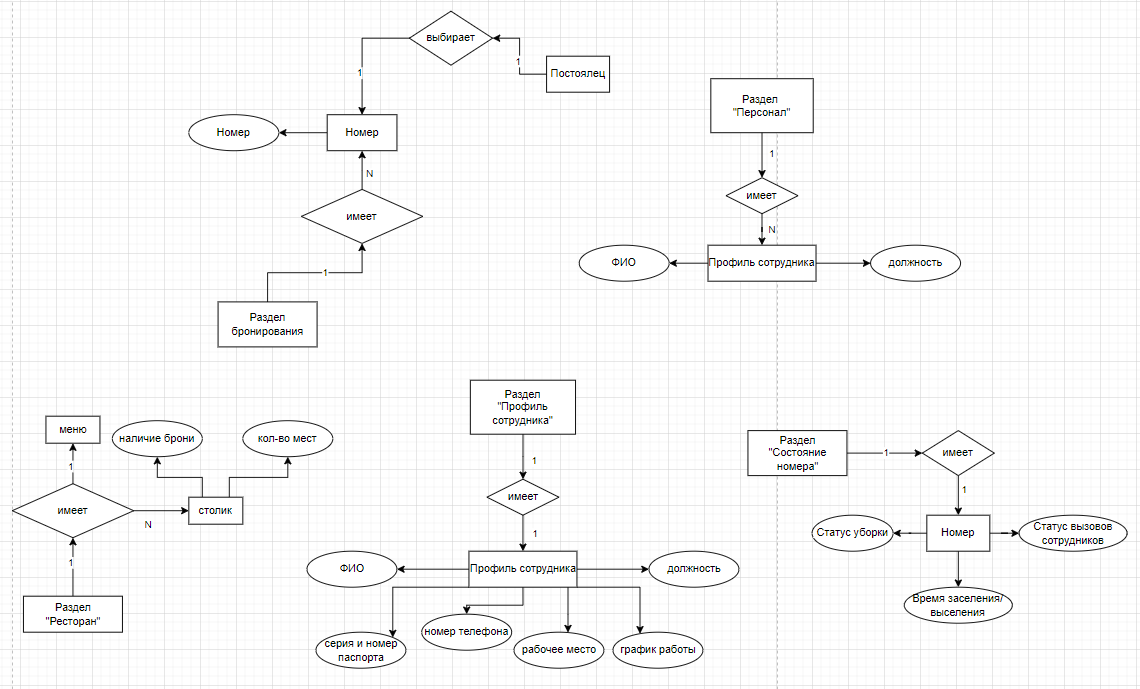 выбирает
1
1
Постоялец
Номер
Номер
N
имеет
1
Раздел
бронирования
Раздел
"Персонал"
1
имеет
N
ФИО
Профиль сотрудника
должность
меню
наличие брони
кол-во мест
1
имеет
N
столик
1
Раздел
"Ресторан"
Раздел
"Профиль
сотрудника"
1
имеет
1
ФИО
Профиль сотрудника
должность
серия и номер
паспорта
номер телефона
рабочее место
график работы
Раздел
"Состояние
номера"
1
имеет
1
Статус уборки
Номер
Статус вызовов
сотрудников
Время заселения/
выселения